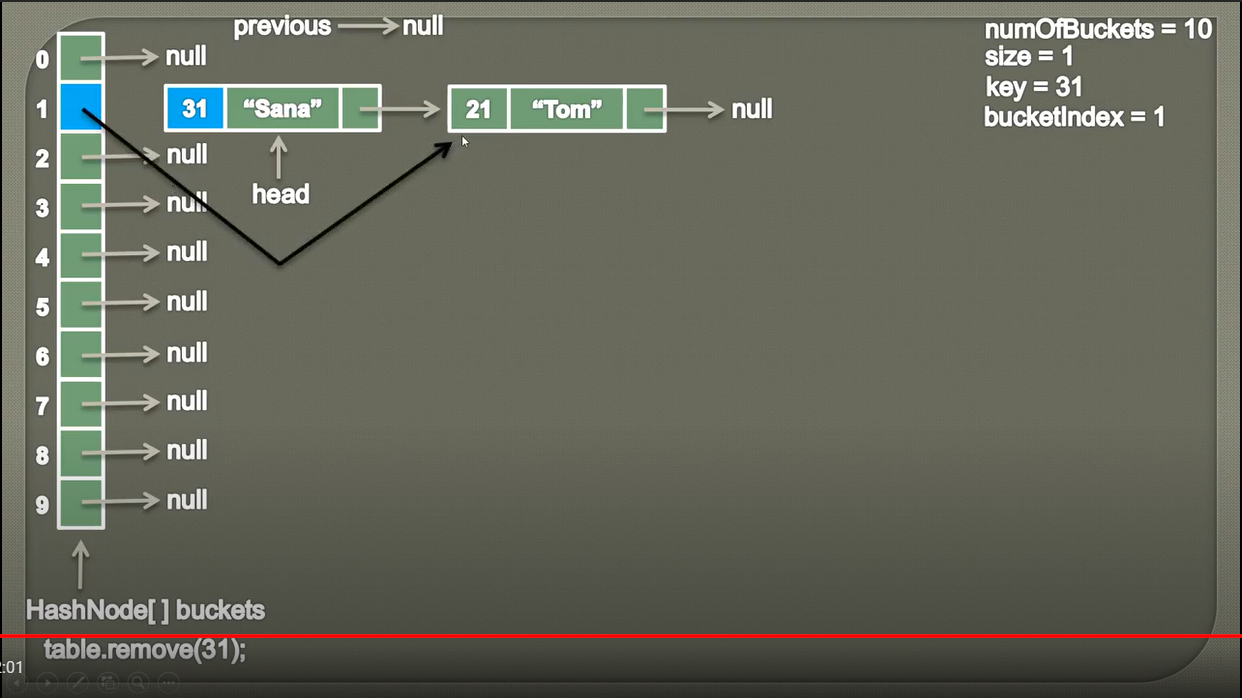 previous null
numOfBuckets = 10
size = 1
key = 31
bucketIndex = 1
0 null
1 31 “Sana” 21 “Tom” null
2 null
head
3 null
4 null
5 null
6 null
7 null
8 null
9 null
HashNode[ ] buckets
table.remove(31);
2:01